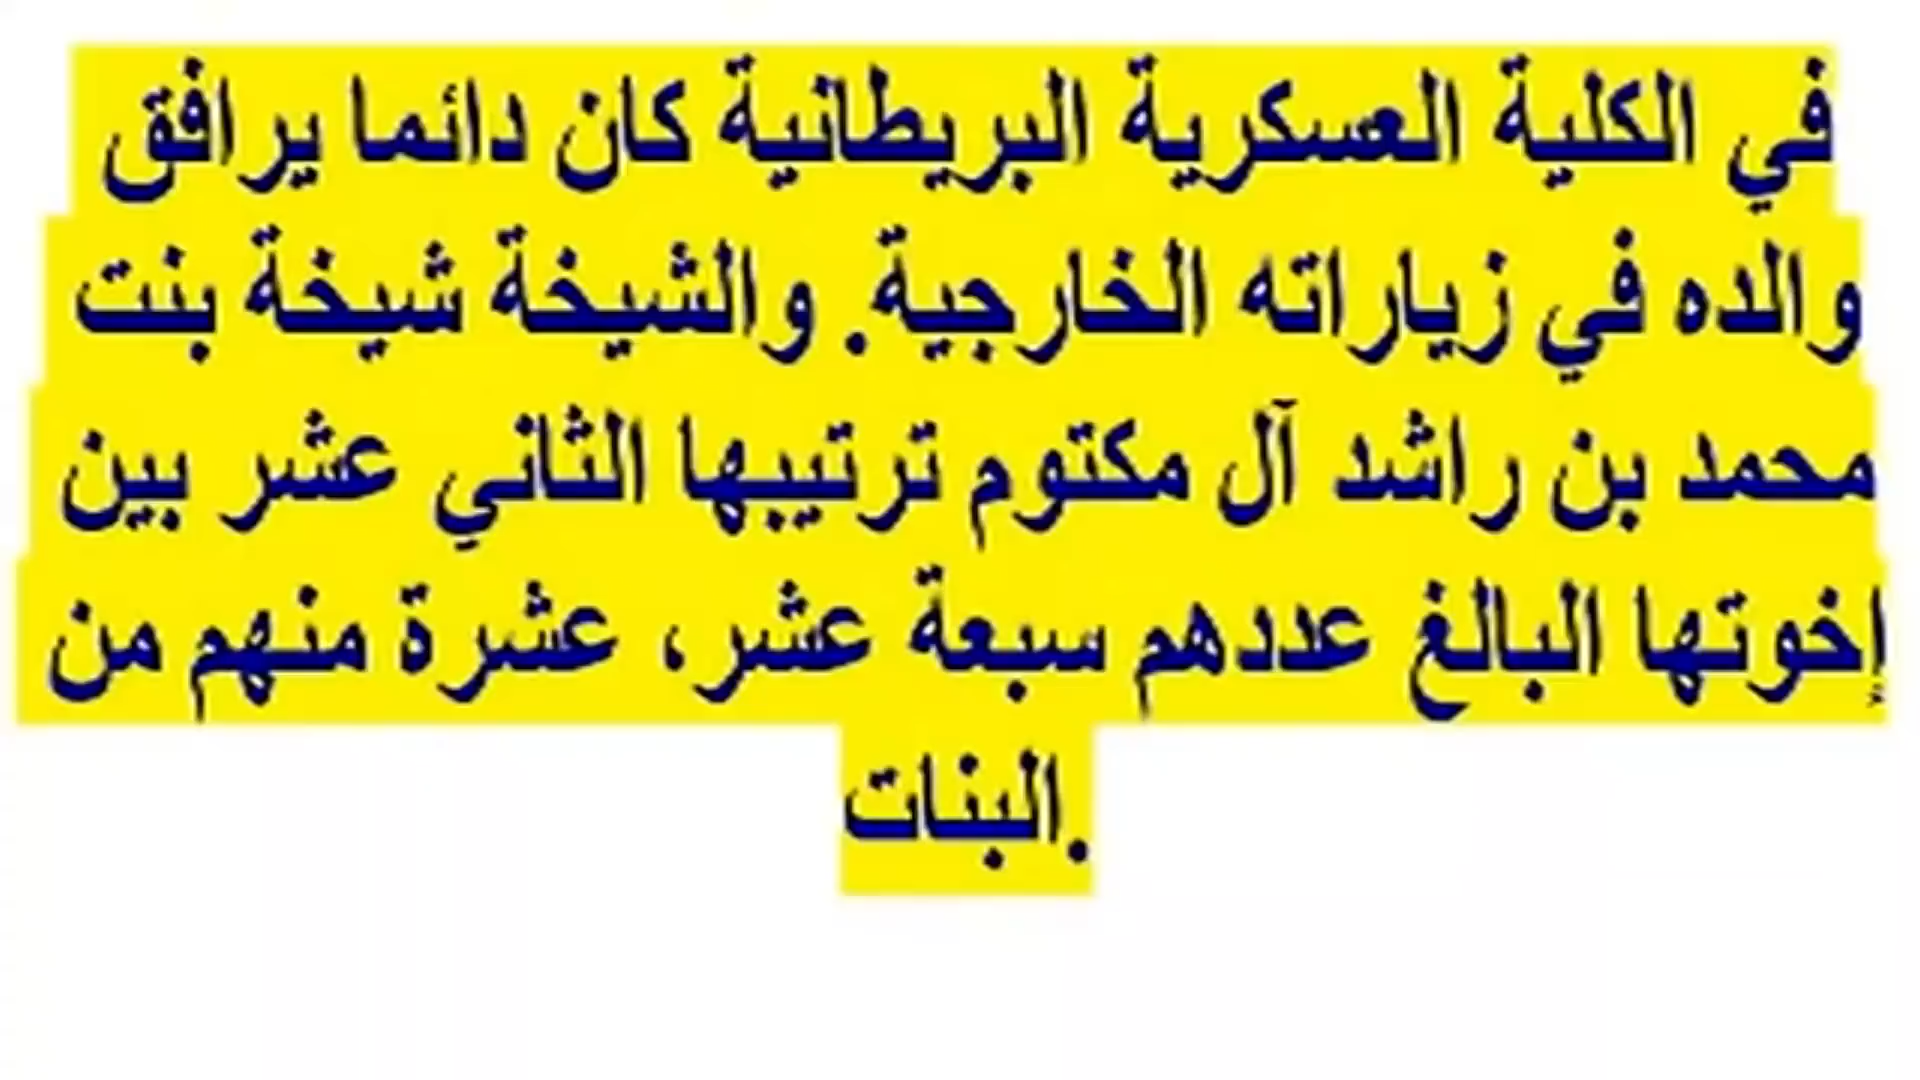 في الكلية العسكرية البريطانية كان دائما يرافق
والده في زياراته الخارجية. والشيخة شيخة بنت
محمد بن راشد آل مكتوم ترتيبها الثاني عشر بين
إخوتها البالغ عددهم سبعة عشر، عشرة منهم من
البنات.